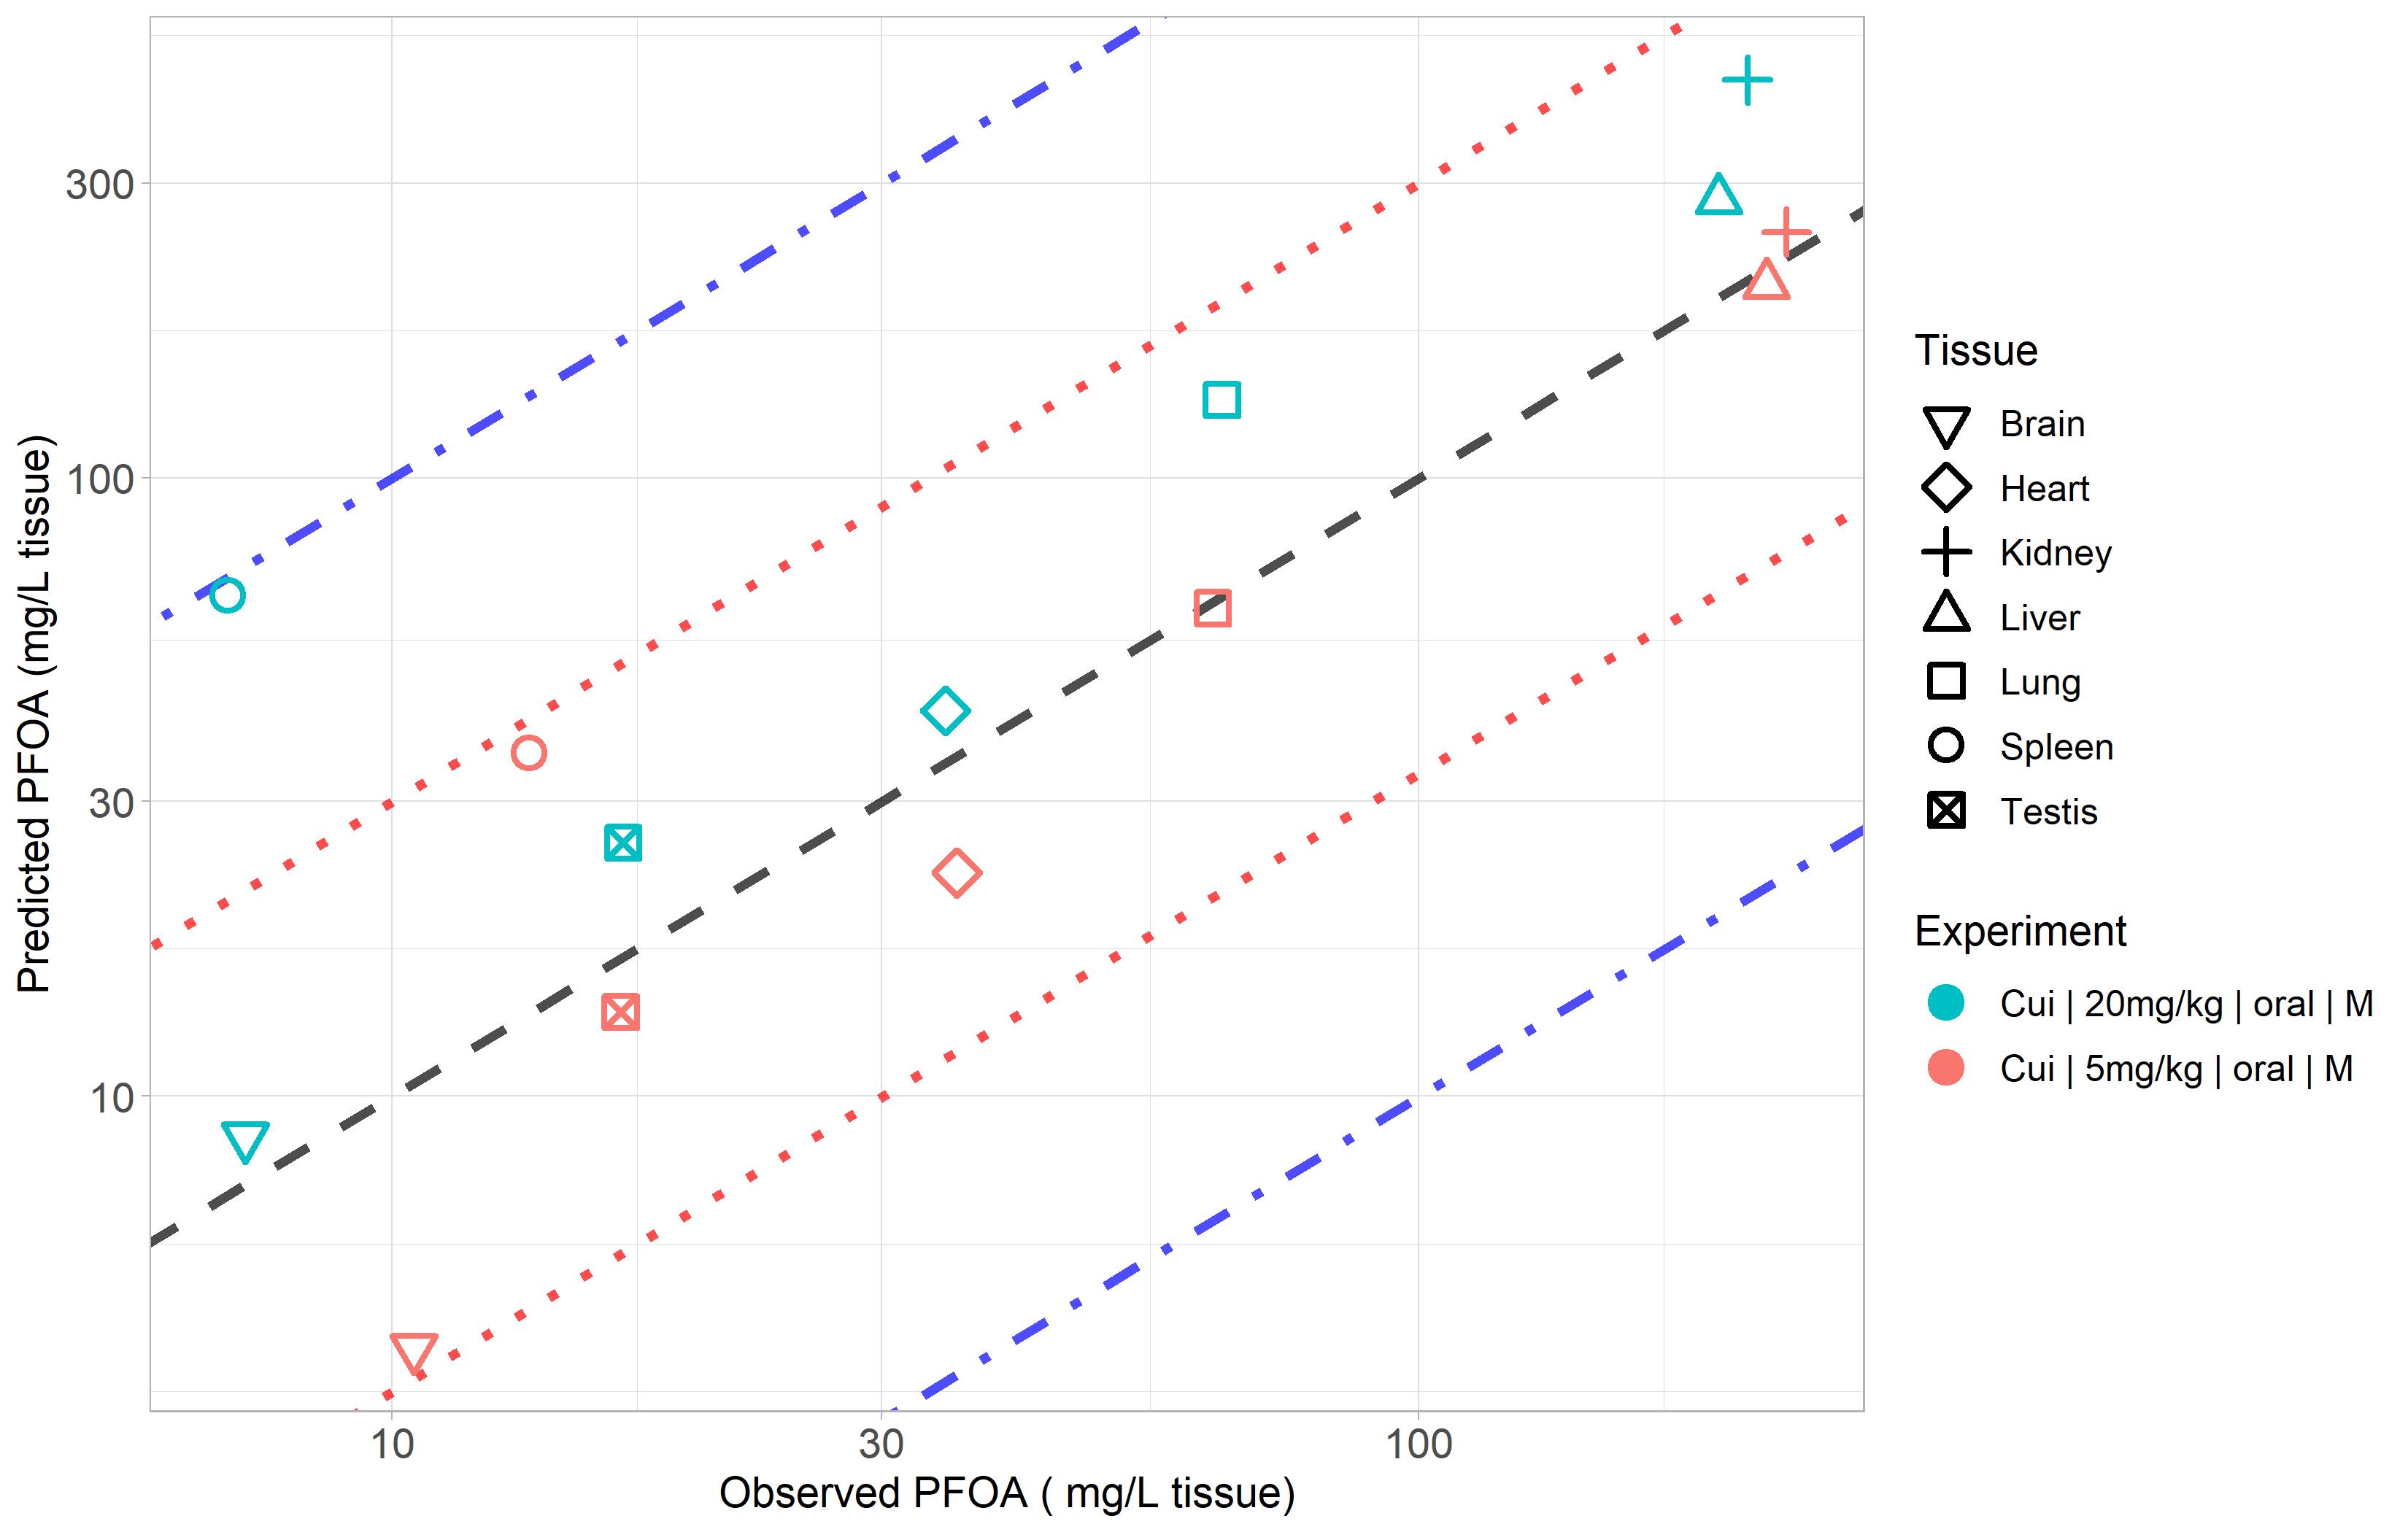 Predicted PFOA (mg/L tissue)
300
100
30
10
10
30
100
Observed PFOA ( mg/L tissue)
Tissue
Brain
Heart
Kidney
Liver
Lung
Spleen
Testis
Experiment
Cui | 20mg/kg | oral | M
Cui | 5mg/kg | oral | M